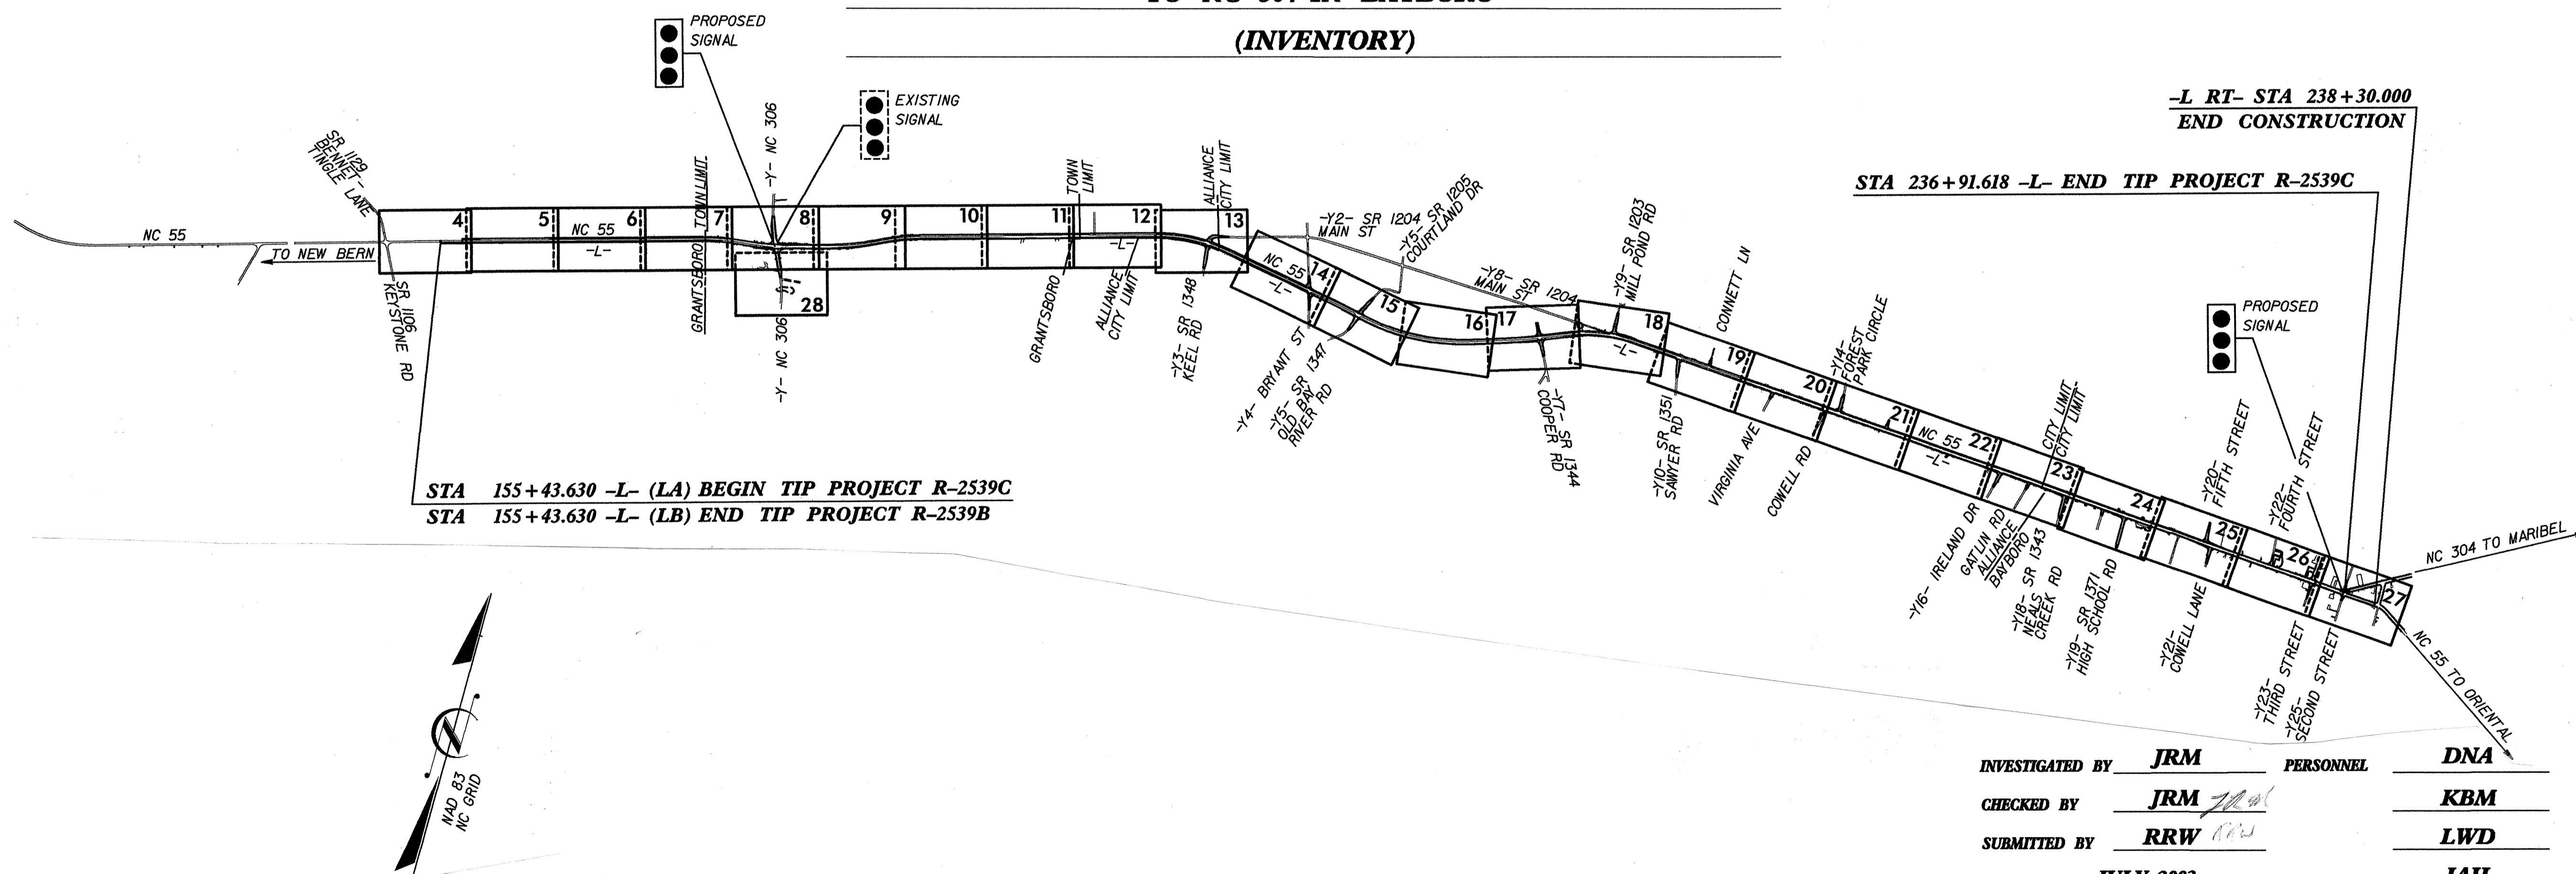 (INVENTORY)
PROPOSED
SIGNAL
EXISTING
SIGNAL
-L RT- STA 238+30.000
END CONSTRUCTION
STA 236+91.618 -L- END TIP PROJECT R-2539C
SR 1129
BENNET-
TINGLE LANE
NC 55
TO NEW BERN
SR 1106
KEYSTONE RD
4
5
NC 55
-L-
6
GRANTSBORO TOWN LIMIT
7
-Y- NC 306
8
28
-Y- NC 306
9
10
11
GRANTSBORO
TOWN
LIMIT
12
-L-
ALLIANCE
CITY LIMIT
ALLIANCE
CITY LIMIT
13
-Y3- SR 1348
KEEL RD
-Y2- SR 1204
MAIN ST
-Y5- SR 1205
COURTLAND DR
NC 55
-L-
14
-Y4- BRYANT ST
15
-Y5- SR 1347
OLD BAY
RIVER RD
16
17
-Y8- SR 1204
MAIN ST
-Y7- SR 1344
COOPER RD
-Y9- SR 1203
MILL POND RD
18
-L-
-Y10- SR 1351
SAWYER RD
CONNETT LN
19
VIRGINIA AVE
20
COWELL RD
-Y14-
FOREST
PARK CIRCLE
21
NC 55
-L-
22
-Y16- IRELAND DR
GATLIN RD
ALLIANCE
BAYBORO
CITY LIMIT
CITY LIMIT
23
-Y18- SR 1343
NEALS
CREEK RD
-Y19- SR 1371
HIGH SCHOOL RD
24
-Y20-
FIFTH STREET
25
-Y21-
COWELL LANE
-Y22-
FOURTH STREET
26
PROPOSED
SIGNAL
-Y23-
THIRD STREET
-Y25-
SECOND STREET
27
NC 304 TO MARIBEL
NC 55 TO ORIENTAL
STA 155+43.630 -L- (LA) BEGIN TIP PROJECT R-2539C
STA 155+43.630 -L- (LB) END TIP PROJECT R-2539B
NAD 83
NC GRID
INVESTIGATED BY JRM PERSONNEL DNA
CHECKED BY JRM KBM
SUBMITTED BY RRW RRW LWD